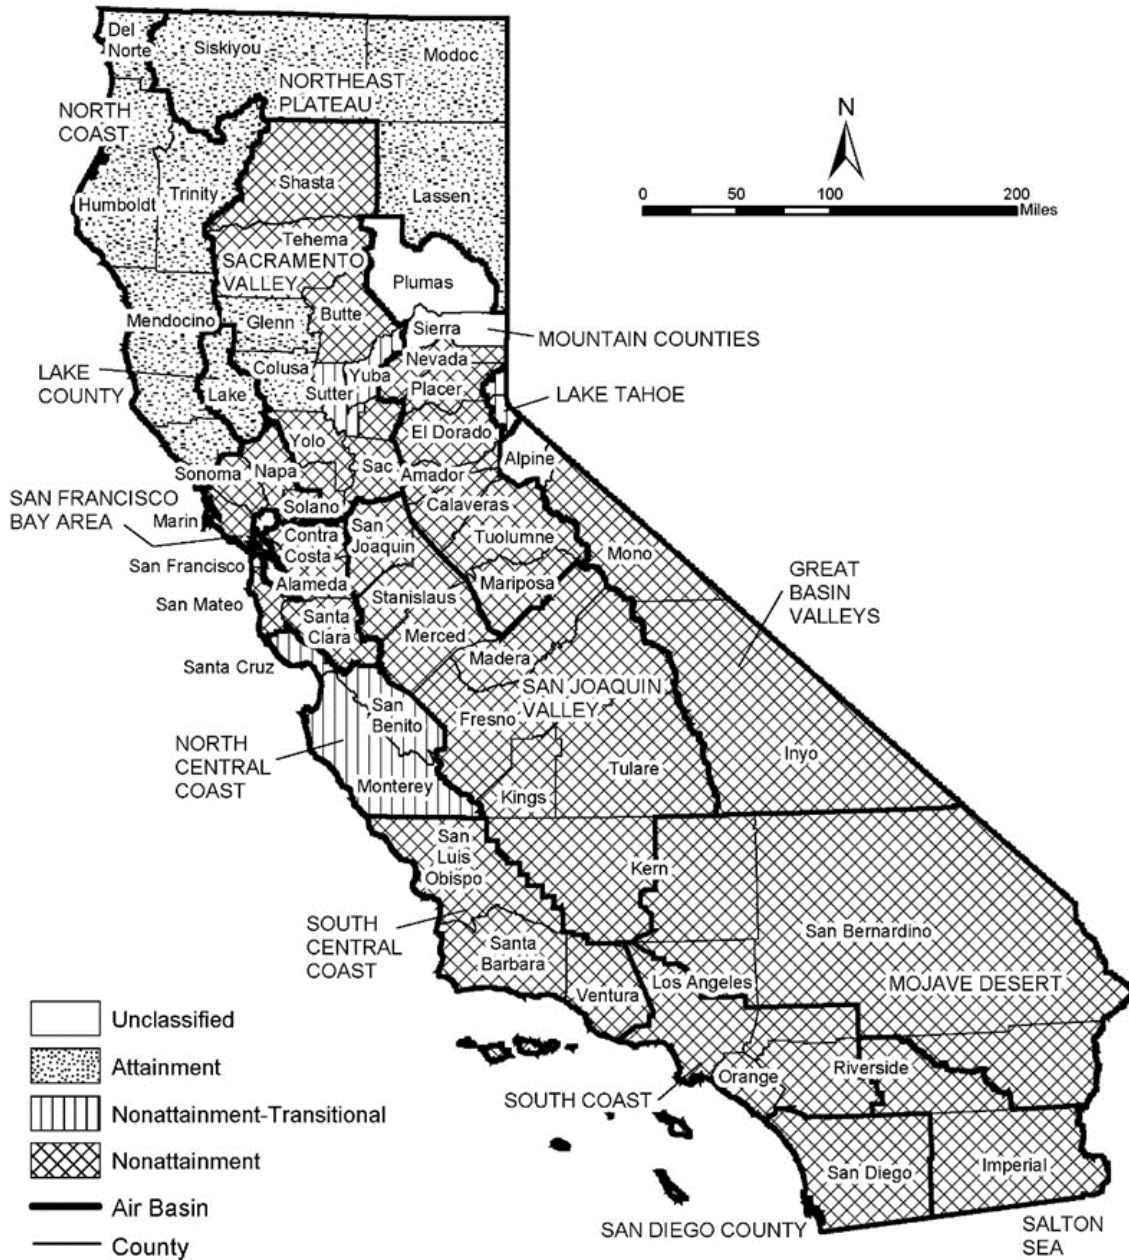 Del
Norte
Siskiyou
Modoc
NORTHEAST
PLATEAU
NORTH
COAST
N
0
50
100
200
Miles
Shasta
Trinity
Lassen
Humboldt
Tehema
SACRAMENTO
VALLEY
Plumas
Mendocino
Glenn
Butte
Sierra
MOUNTAIN COUNTIES
Nevada
LAKE
COUNTY
Colusa
Yuba
Placer
Lake
Sutter
LAKE TAHOE
El Dorado
Yolo
Sonoma
Napa
Sac
Amador
Alpine
SAN FRANCISCO
BAY AREA
Marin
Solano
Calaveras
Contra
Costa
San
Joaquin
Tuolumne
Mono
San Francisco
Alameda
Mariposa
GREAT
BASIN
VALLEYS
San Mateo
Stanislaus
Santa
Clara
Merced
Madera
Santa Cruz
SAN JOAQUIN
VALLEY
San
Benito
Fresno
NORTH
CENTRAL
COAST
Inyo
Tulare
Monterey
Kings
San
Luis
Obispo
Kern
SOUTH
CENTRAL
COAST
Santa
Barbara
San Bernardino
Ventura
Los Angeles
MOJAVE DESERT
Unclassified
Attainment
Nonattainment-Transitional
Nonattainment
Air Basin
County
Orange
Riverside
SOUTH COAST
San Diego
Imperial
SAN DIEGO COUNTY
SALTON
SEA